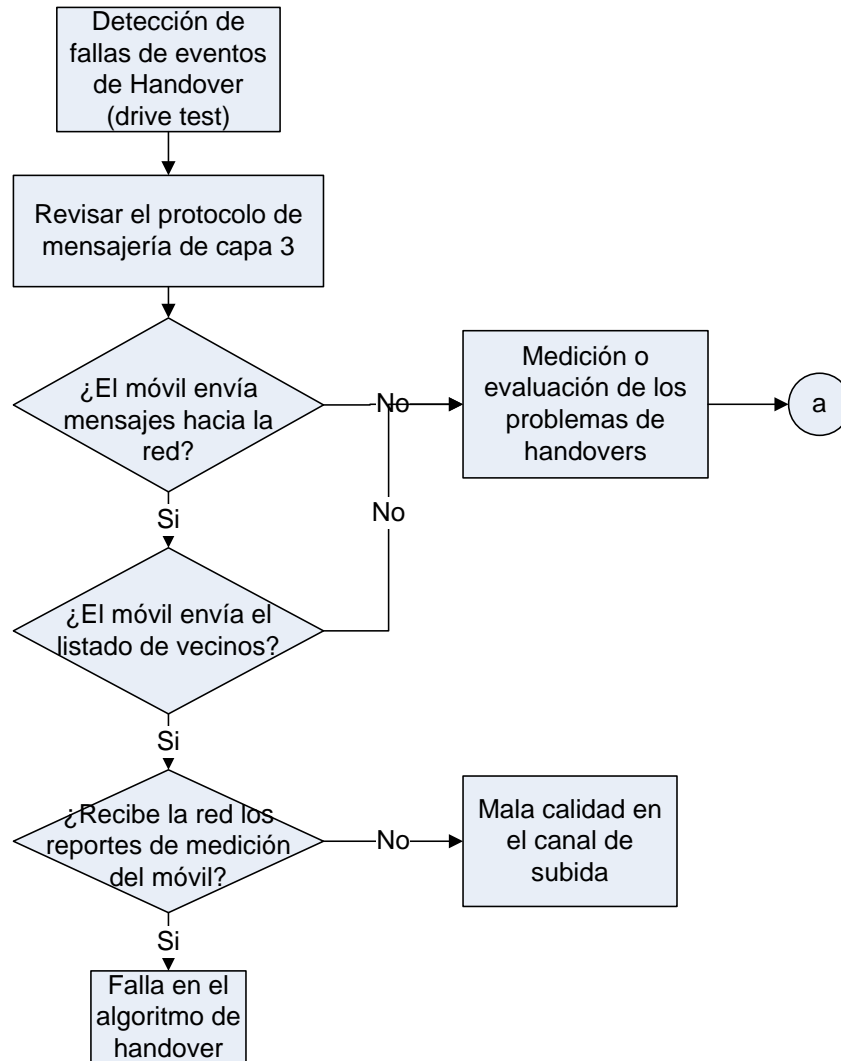 Detección de
fallas de eventos
de Handover
(drive test)
Revisar el protocolo de
mensajería de capa 3
¿El móvil envía
mensajes hacia la
red?
No
Medición o
evaluación de los
problemas de
handovers
a
Si
No
¿El móvil envía el
listado de vecinos?
Si
¿Recibe la red los
reportes de medición
del móvil?
No
Mala calidad en
el canal de
subida
Si
Falla en el
algoritmo de
handover